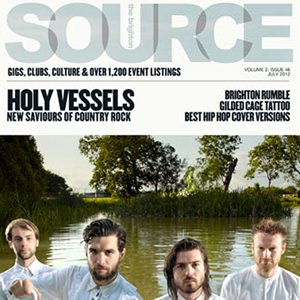 SOURCE
the brighton
GIGS, CLUBS, CULTURE & OVER 1,200 EVENT LISTINGS
VOLUME 2, ISSUE 46
JULY 2012
HOLY VESSELS
NEW SAVIOURS OF COUNTRY ROCK
BRIGHTON RUMBLE
GILDED CAGE TATTOO
BEST HIP HOP COVER VERSIONS